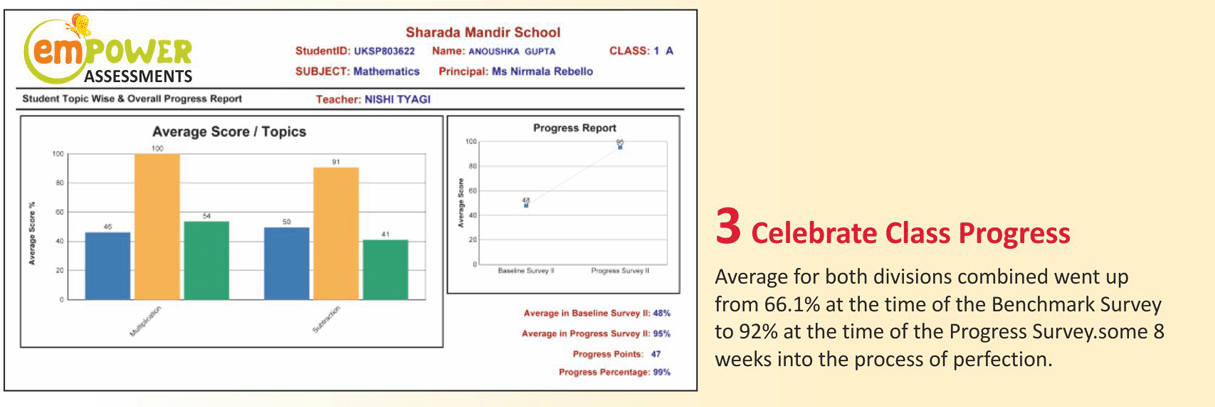 emPOWER
ASSESSMENTS
Sharada Mandir School
StudentID: UKSP803622 Name: ANOUSHKA GUPTA CLASS: 1 A
SUBJECT: Mathematics Principal: Ms Nirmala Rebello
Student Topic Wise & Overall Progress Report Teacher: NISHI TYAGI
Average Score / Topics
Average Score %
100
80
60
40
20
0
46
100
54
50
91
41
Multiplication
Subtraction
Progress Report
Average Score
100
80
60
40
20
0
48
95
Baseline Survey II
Progress Survey II
Average in Baseline Survey II: 48%
Average in Progress Survey II: 95%
Progress Points: 47
Progress Percentage: 99%
3 Celebrate Class Progress
Average for both divisions combined went up
from 66.1% at the time of the Benchmark Survey
to 92% at the time of the Progress Survey.some 8
weeks into the process of perfection.